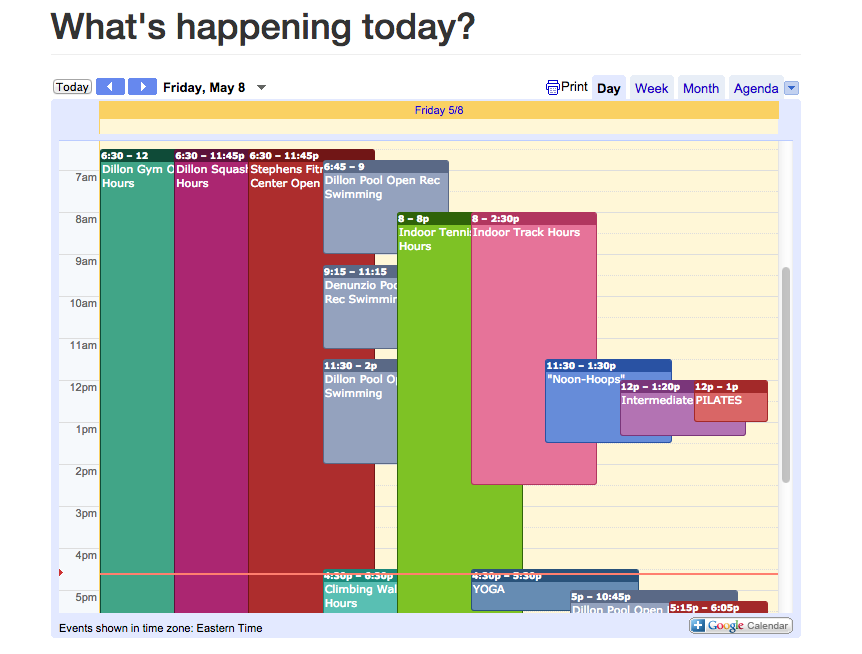 What's happening today?
Today
Friday, May 8
Print
Day
Week
Month
Agenda
Friday 5/8
7am
8am
9am
10am
11am
12pm
1pm
2pm
3pm
4pm
5pm
6:30 – 12
Dillon Gym O
Hours
6:30 – 11:45p
Dillon Squash
Hours
6:30 – 11:45p
Stephens Fitn
Center Open
6:45 – 9
Dillon Pool Open Rec
Swimming
9:15 – 11:15
Denunzio Poo
Rec Swimmin
11:30 – 2p
Dillon Pool Op
Swimming
8 – 8p
Indoor Tennis
Hours
8 – 2:30p
Indoor Track Hours
11:30 – 1:30p
"Noon-Hoops"
12p – 1:20p
Intermediate
12p – 1p
PILATES
4:30p – 6:30p
Climbing Wal
Hours
4:30p – 5:30p
YOGA
5p – 10:45p
Dillon Pool Open
5:15p – 6:05p
Events shown in time zone: Eastern Time
Google Calendar